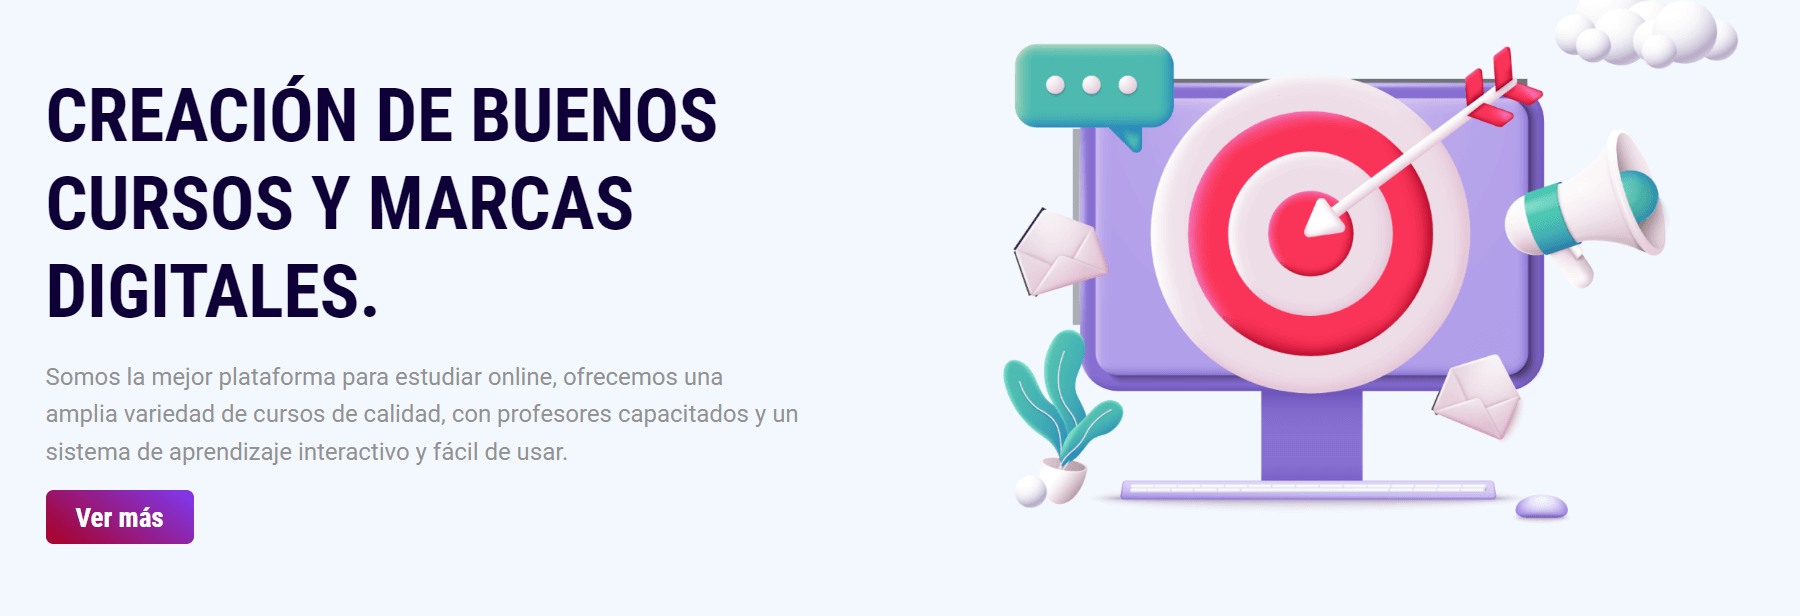 CREACIÓN DE BUENOS
CURSOS Y MARCAS
DIGITALES.
Somos la mejor plataforma para estudiar online, ofrecemos una
amplia variedad de cursos de calidad, con profesores capacitados y un
sistema de aprendizaje interactivo y fácil de usar.
Ver más